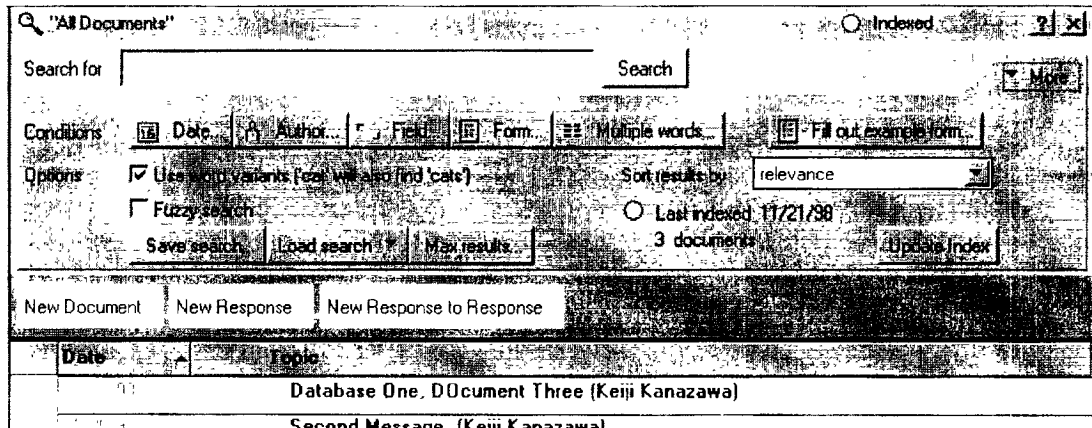 "All Documents" Indexed ? X
Search for Search More
Conditions 16 Date... Author... Field... Form... Multiple words... Fill out example form...
Options Use word variants ('cat' will also find 'cats') Sort results by relevance
Fuzzy search Last indexed 11/21/98
3 documents
Save search Load search Max results... Update Index
New Document New Response New Response to Response
Date Topic
Database One, DOcument Three (Keiji Kanazawa)
Second Message (Keiji Kanazawa)